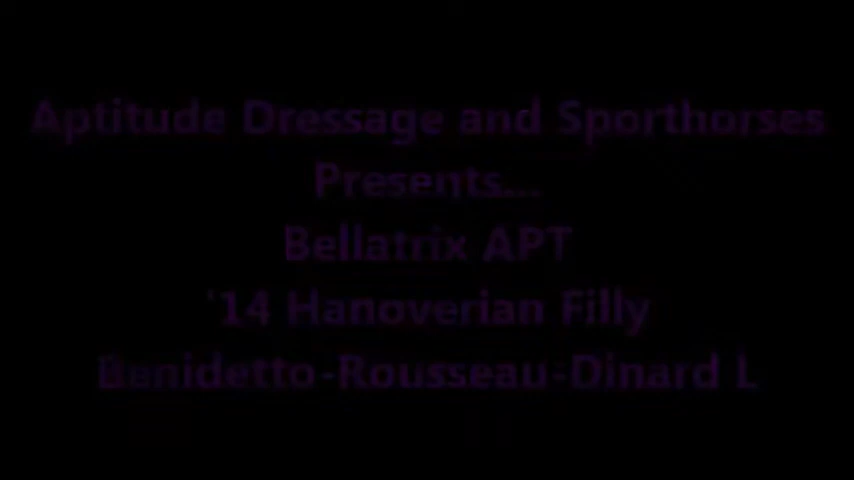 Aptitude Dressage and Sporthorses
Presents...
Bellatrix APT
'14 Hanoverian Filly
Benidetto-Rousseau-Dinard L